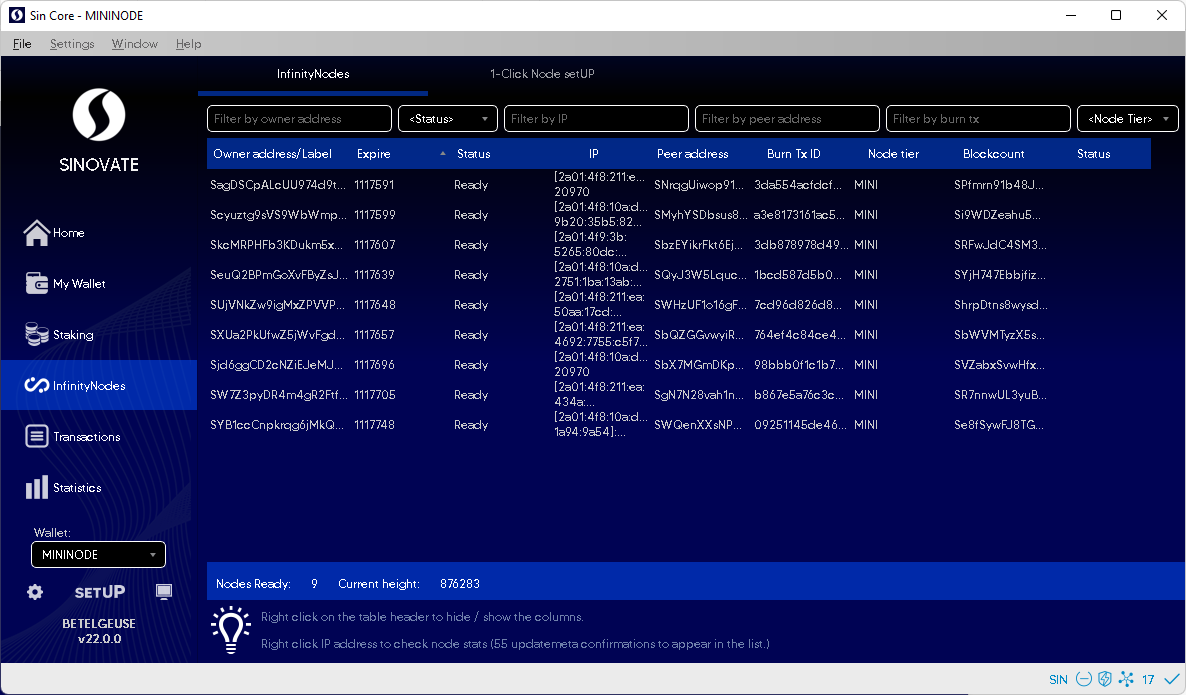 Sin Core - MININODE
File Settings Window Help
InfinityNodes 1-Click Node setUP
SINOVATE
Filter by owner address <Status> Filter by IP Filter by peer address Filter by burn tx <Node Tier>
Owner address/Label Expire Status IP Peer address Burn Tx ID Node tier Blockcount Status
SagDSCpALcUU974d9t... 1117591 Ready [2a01:4f8:211:e... 20970 SNrqgUiwop91... 3da554acfdcf... MINI SPfmrn91b48J...
Scyuztg9sVS9WbWmp... 1117599 Ready [2a01:4f8:10a:d... 9b20:35b5:82... SMyhYSDbsus8... a3e8173161ac5... MINI Si9WDZeahu5...
SkcMRPHFb3KDukm5x... 1117607 Ready [2a01:4f9:3b: 5265:80dc:... SbzEYikrFkt6Ej... 3db878978d49... MINI SRFwJdC4SM3...
SeuQ2BPmGoXvFByZsJ... 1117639 Ready [2a01:4f8:10a:d... 2751:1ba:13ab:... SQyJ3W5Lquc... 1bcd587d5b0... MINI SYjH747Ebbjfiz...
SUjVNkZw9igMxZPVVP... 1117648 Ready [2a01:4f8:211:ea: 50aa:17cd:... SWHzUF1o16gF... 7cd96d826d8... MINI ShrpDtns8wysd...
SXUa2PkUfwZ5jWvFgd... 1117657 Ready [2a01:4f8:211:ea: 4692:7755:c5f7... SbQZGGvwyiR... 764ef4c84ce4... MINI SbWVMTyzX5s...
Sjd6ggCD2cNZiEJeMJ... 1117696 Ready [2a01:4f8:10a:d... 20970 SbX7MGmDKp... 98bbb0f1c1b7... MINI SVZabxSvwHfx...
SW7Z3pyDR4m4gR2Ftf... 1117705 Ready [2a01:4f8:211:ea: 434a:... SgN7N28vah1n... b867e5a76c3c... MINI SR7nnwUL3yuB...
SYB1ccCnpkrqg6jMkQ... 1117748 Ready [2a01:4f8:10a:d... 1a94:9a54]:... SWQenXXsNP... 09251145de46... MINI Se8fSywFJ8TG...
Home
My Wallet
Staking
InfinityNodes
Transactions
Statistics
Wallet:
MININODE
SETUP
BETELGEUSE
v22.0.0
Nodes Ready: 9 Current height: 876283
Right click on the table header to hide / show the columns.
Right click IP address to check node stats (55 updatemeta confirmations to appear in the list.)
SIN 17